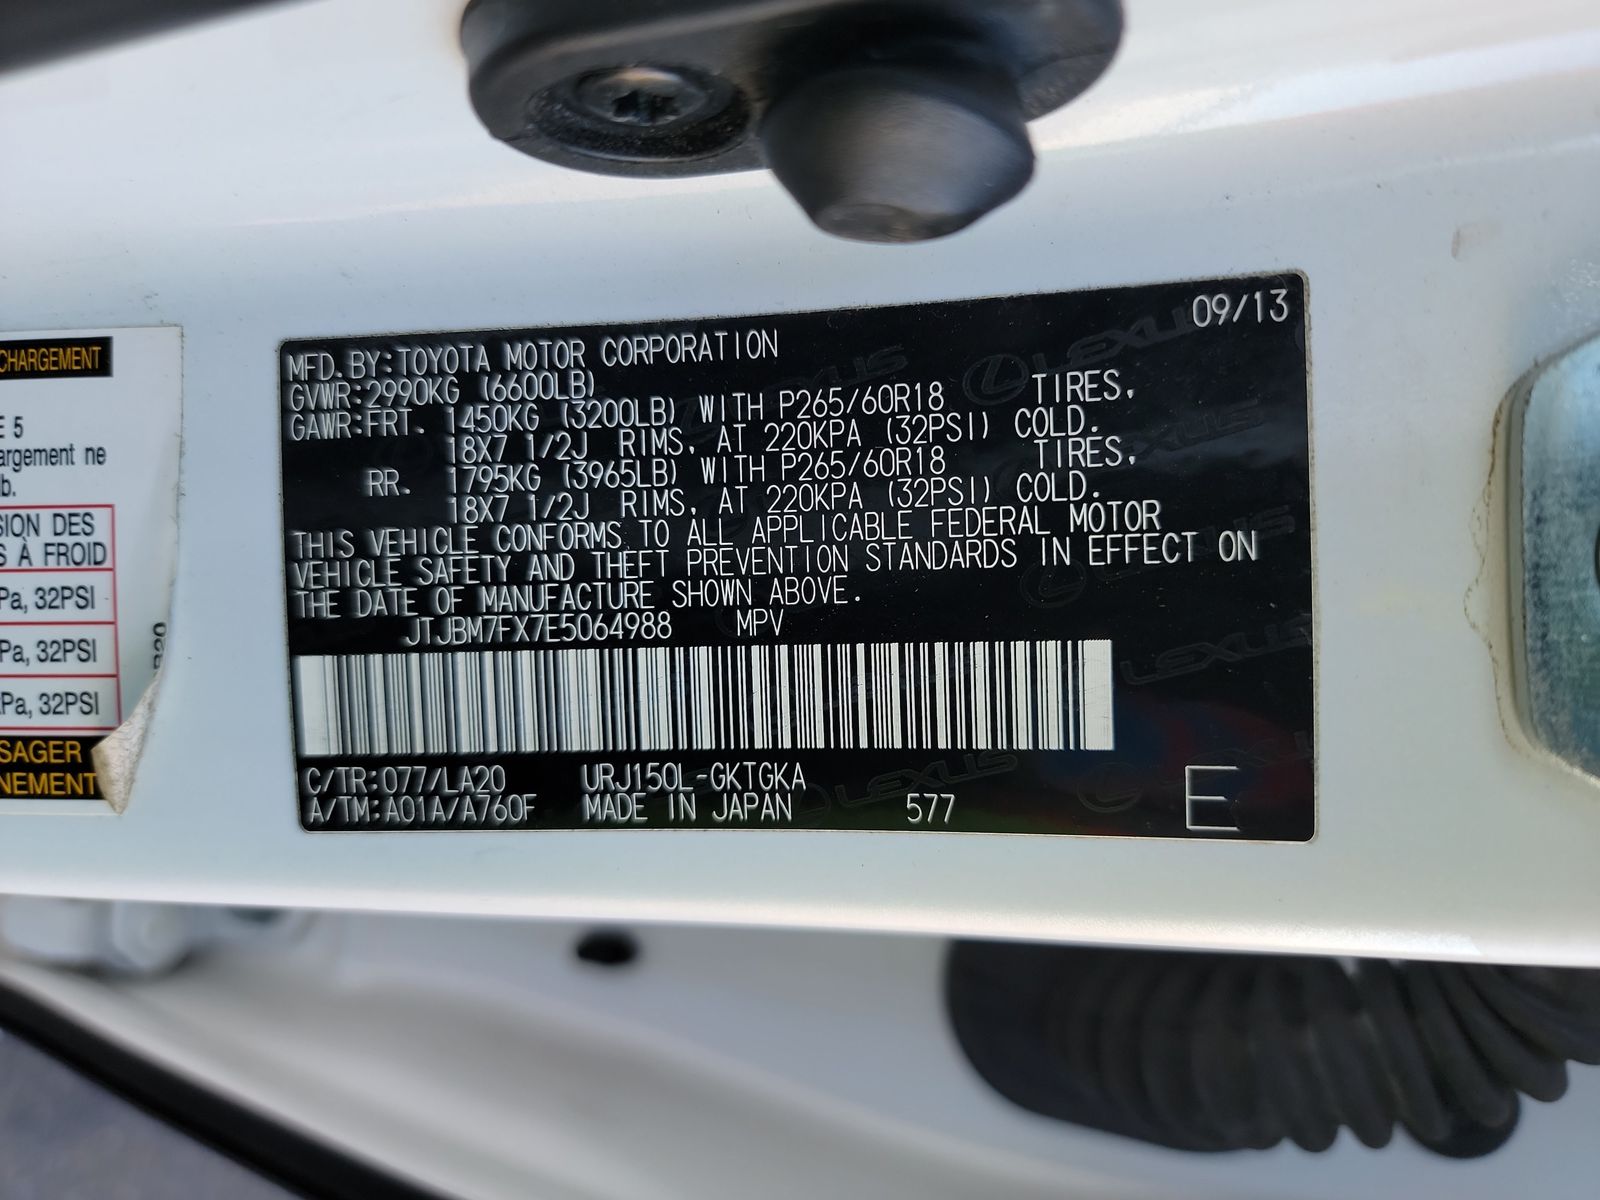 CHARGEMENT
E 5
argement ne
b.
SION DES
S À FROID
Pa, 32PSI
Pa, 32PSI
Pa, 32PSI
SAGER
NEMENT
09/13
MFD. BY: TOYOTA MOTOR CORPORATION
GVWR: 2990KG (6600LB)
GAWR: FRT. 1450KG (3200LB) WITH P265/60R18 TIRES,
18X7 1/2J RIMS, AT 220KPA (32PSI) COLD.
RR. 1795KG (3965LB) WITH P265/60R18 TIRES,
18X7 1/2J RIMS, AT 220KPA (32PSI) COLD.
THIS VEHICLE CONFORMS TO ALL APPLICABLE FEDERAL MOTOR
VEHICLE SAFETY AND THEFT PREVENTION STANDARDS IN EFFECT ON
THE DATE OF MANUFACTURE SHOWN ABOVE.
JTJBM7FX7E5064988 MPV
C/TR: 077/LA20 URJ150L-GKTGKA
A/TM: A01A/A760F MADE IN JAPAN 577 E
LEXUS
LEXUS
LEXUS
LEXUS